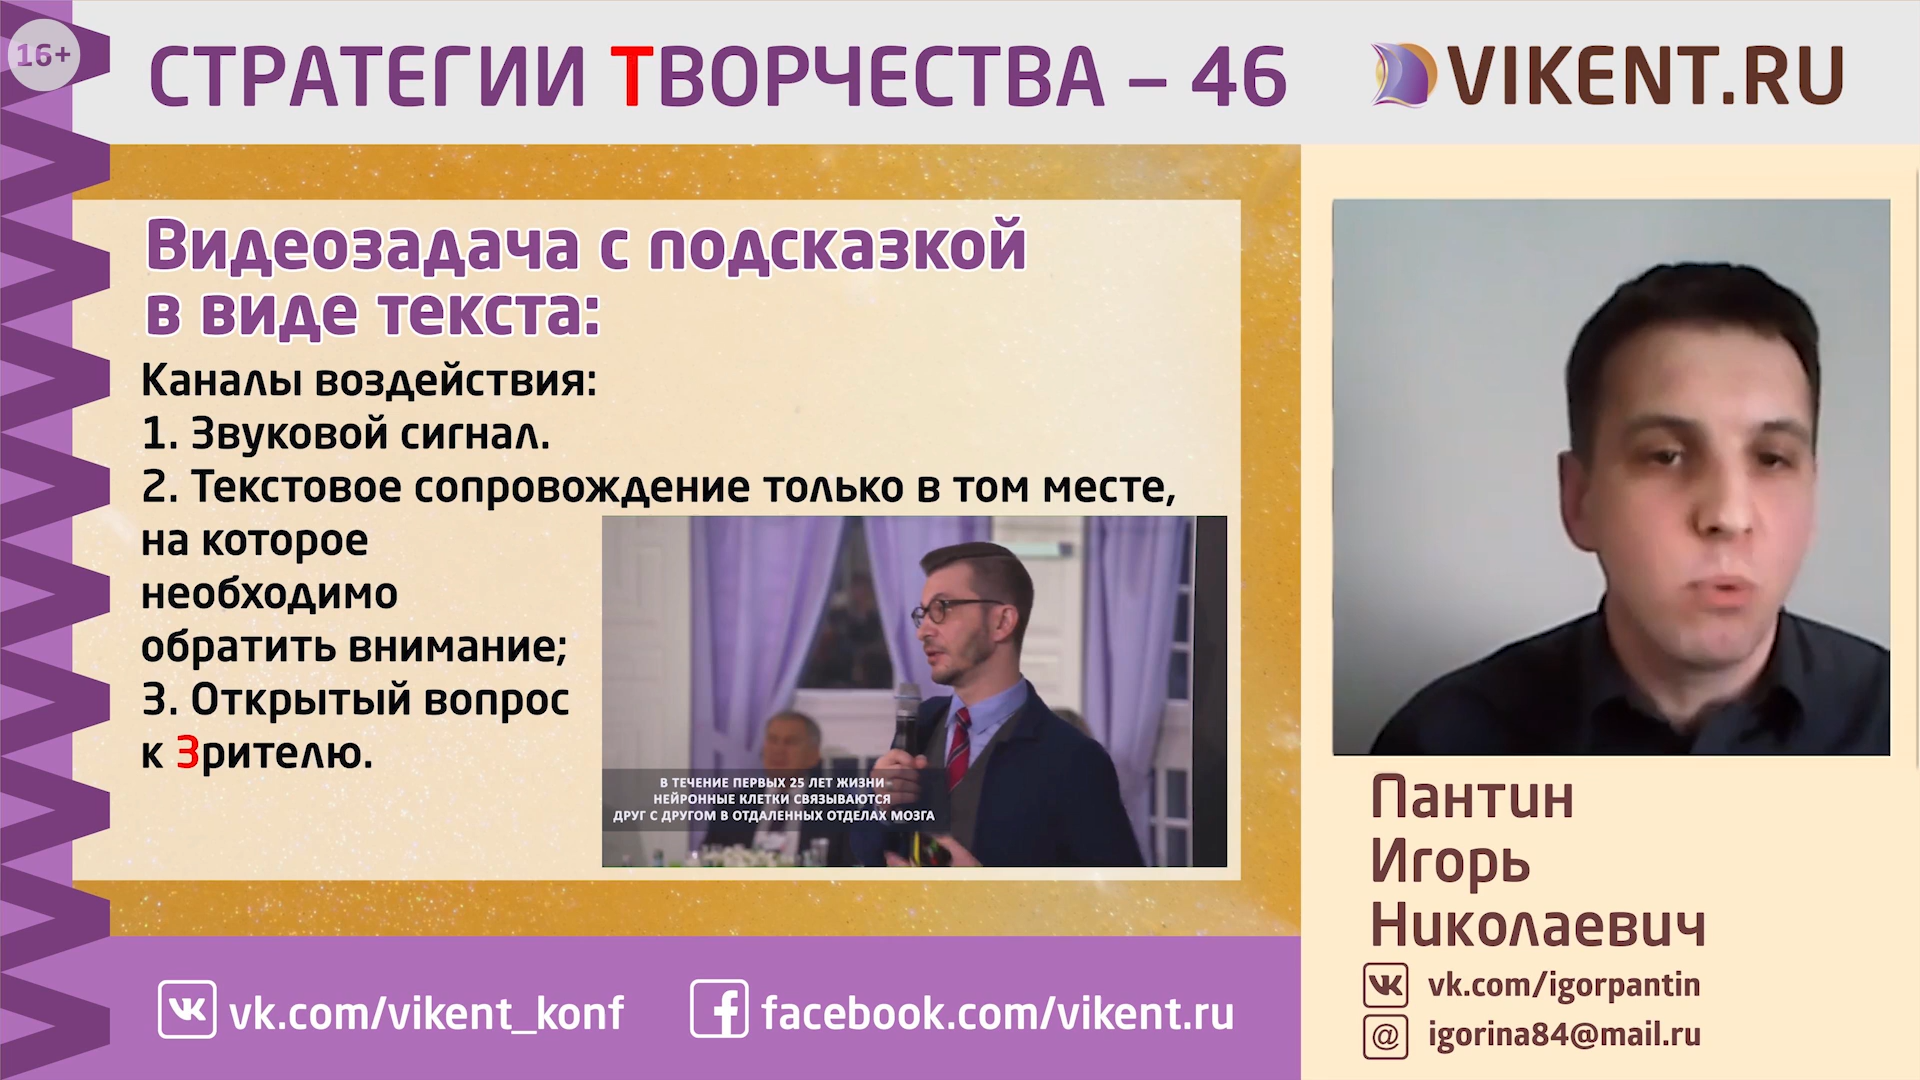 16+
СТРАТЕГИИ ТВОРЧЕСТВА – 46
VIKENT.RU
Видеозадача с подсказкой
в виде текста:
Каналы воздействия:
1. Звуковой сигнал.
2. Текстовое сопровождение только в том месте,
на которое
необходимо
обратить внимание;
3. Открытый вопрос
к Зрителю.
В ТЕЧЕНИЕ ПЕРВЫХ 25 ЛЕТ ЖИЗНИ
НЕЙРОННЫЕ КЛЕТКИ СВЯЗЫВАЮТСЯ
ДРУГ С ДРУГОМ В ОТДАЛЕННЫХ ОТДЕЛАХ МОЗГА
Пантин
Игорь
Николаевич
vk.com/igorpantin
igorina84@mail.ru
vk.com/vikent_konf
facebook.com/vikent.ru